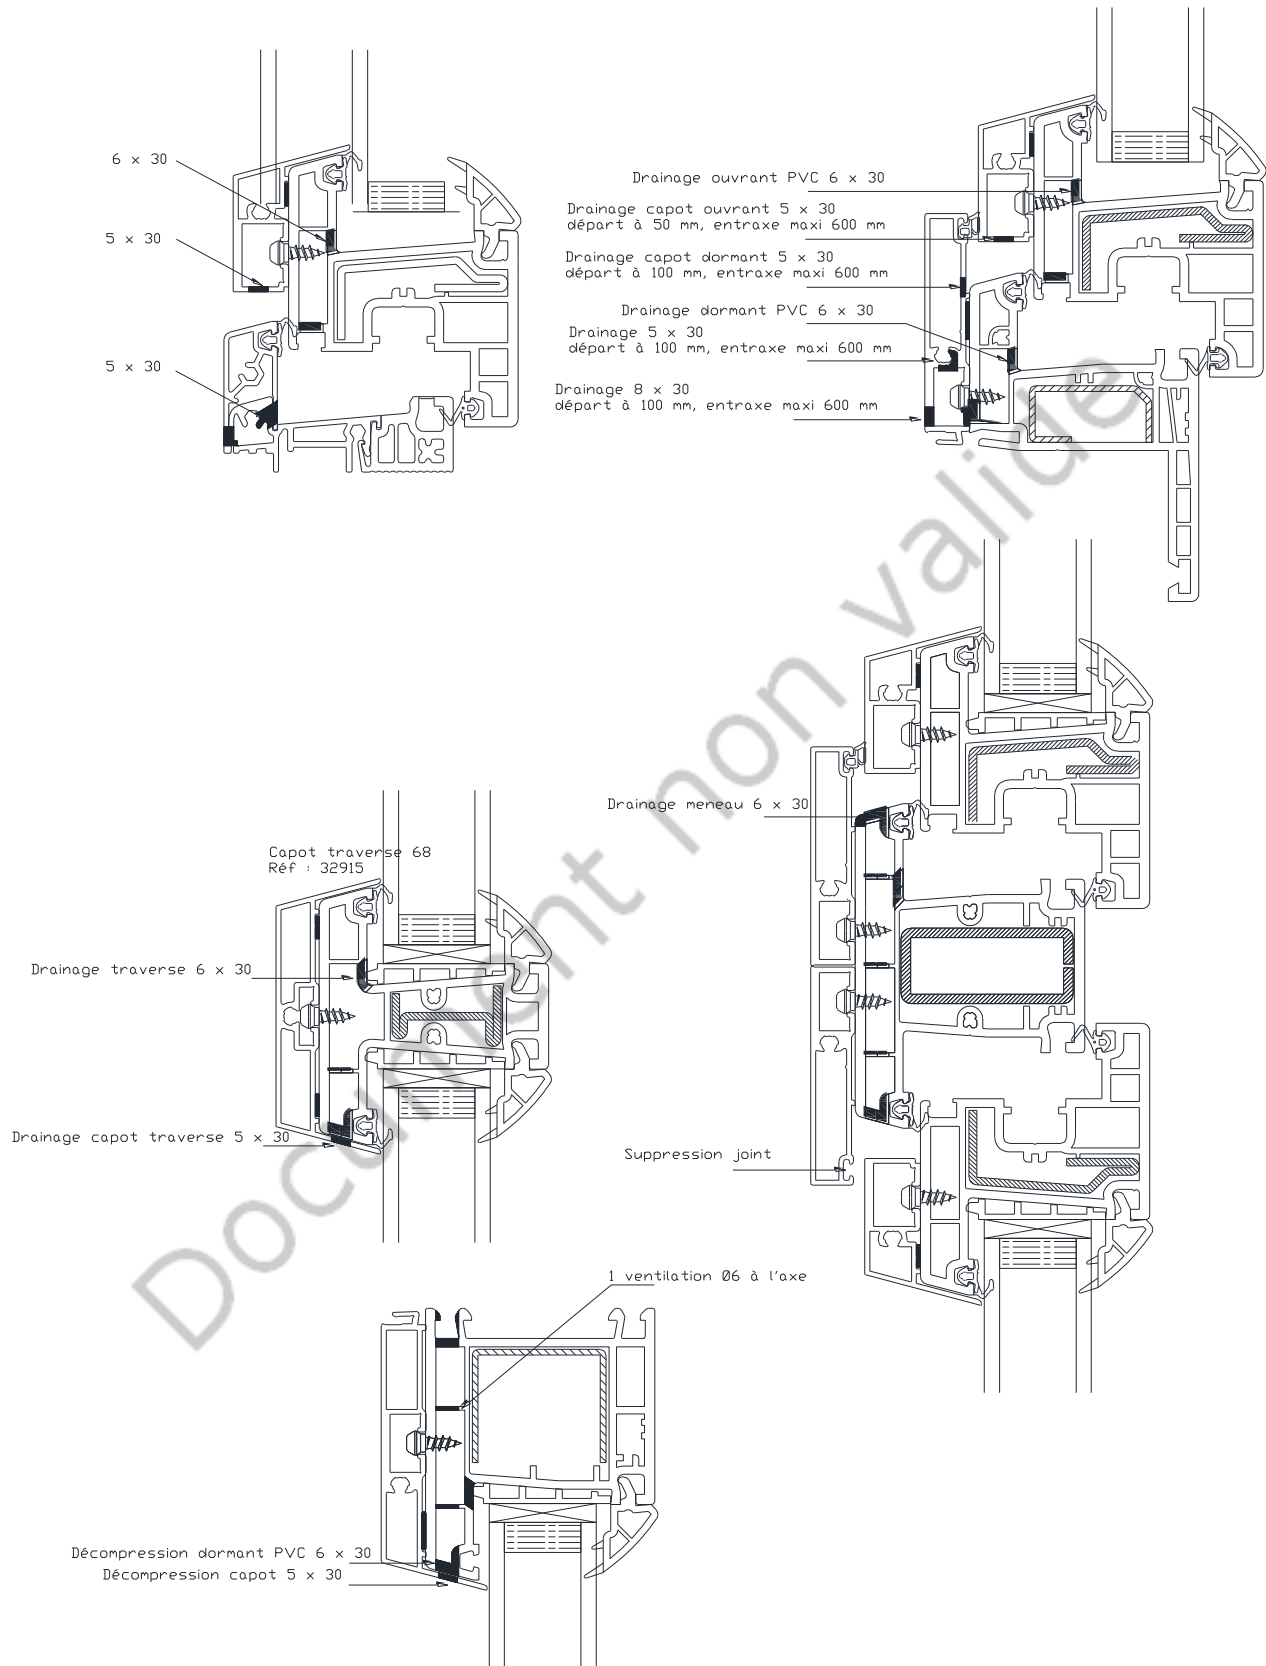 6 x 30
5 x 30
5 x 30
Drainage ouvrant PVC 6 x 30
Drainage capot ouvrant 5 x 30
départ à 50 mm, entraxe maxi 600 mm
Drainage capot dormant 5 x 30
départ à 100 mm, entraxe maxi 600 mm
Drainage dormant PVC 6 x 30
Drainage 5 x 30
départ à 100 mm, entraxe maxi 600 mm
Drainage 8 x 30
départ à 100 mm, entraxe maxi 600 mm
Drainage meneau 6 x 30
Capot traverse 68
Réf : 32915
Drainage traverse 6 x 30
Drainage capot traverse 5 x 30
Suppression joint
1 ventilation Ø6 à l'axe
Décompression dormant PVC 6 x 30
Décompression capot 5 x 30
Document non valide